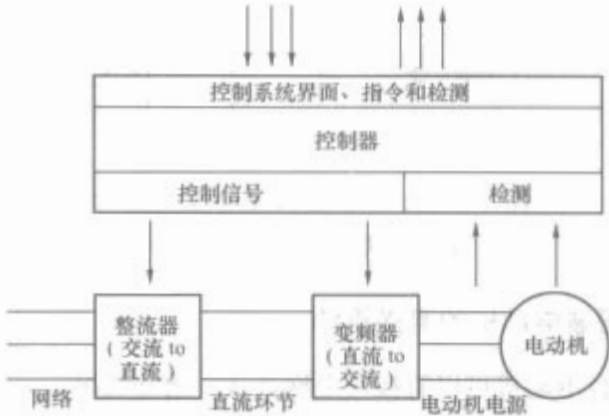 控制系统界面、指令和检测
控制器
控制信号
检测
整流器
(交流 to
直流)
变频器
(直流 to
交流)
电动机
网络
直流环节
电动机电源